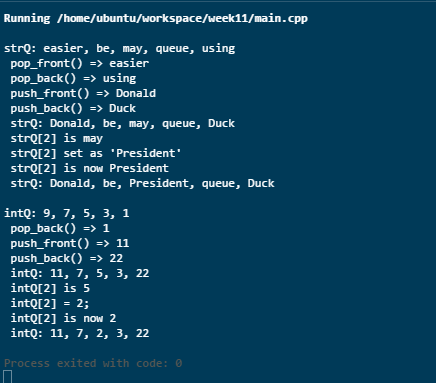 Running /home/ubuntu/workspace/week11/main.cpp
strQ: easier, be, may, queue, using
pop_front() => easier
pop_back() => using
push_front() => Donald
push_back() => Duck
strQ: Donald, be, may, queue, Duck
strQ[2] is may
strQ[2] set as 'President'
strQ[2] is now President
strQ: Donald, be, President, queue, Duck
intQ: 9, 7, 5, 3, 1
pop_back() => 1
push_front() => 11
push_back() => 22
intQ: 11, 7, 5, 3, 22
intQ[2] is 5
intQ[2] = 2;
intQ[2] is now 2
intQ: 11, 7, 2, 3, 22
Process exited with code: 0